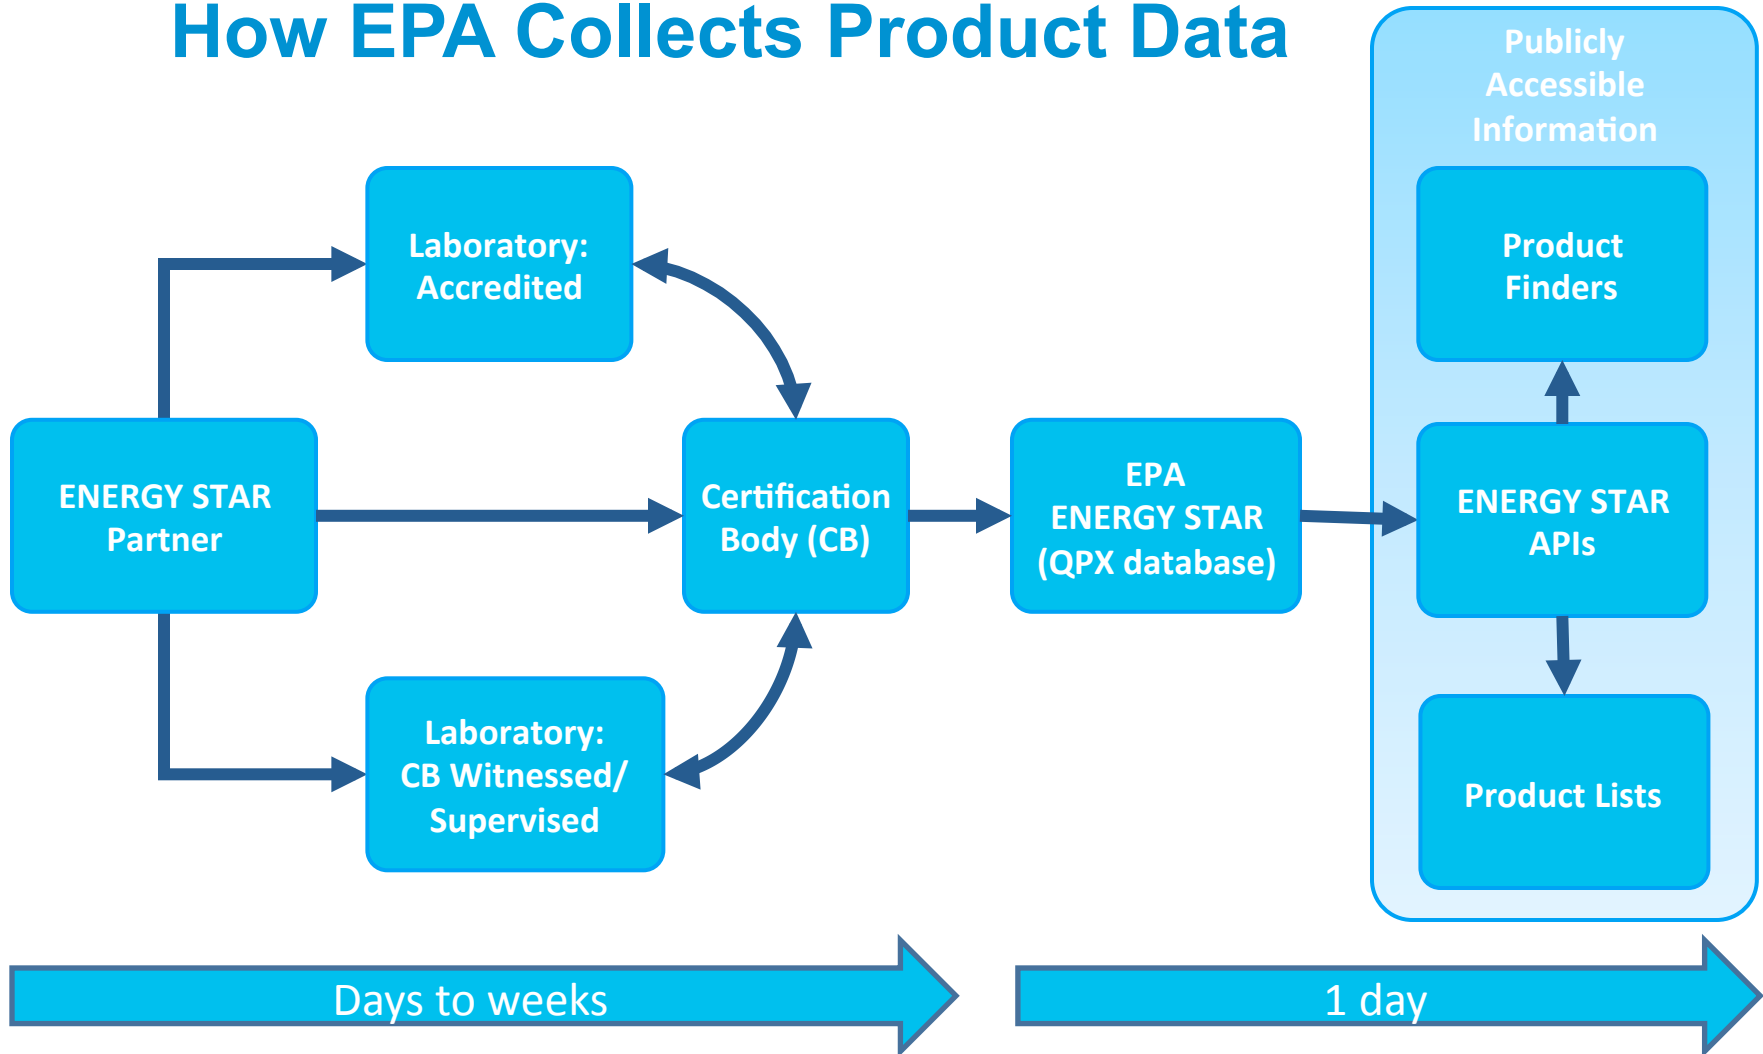 How EPA Collects Product Data
Publicly
Accessible
Information
Laboratory:
Accredited
Product
Finders
ENERGY STAR
Partner
Certification
Body (CB)
EPA
ENERGY STAR
(QPX database)
ENERGY STAR
APIs
Laboratory:
CB Witnessed/
Supervised
Product Lists
Days to weeks
1 day